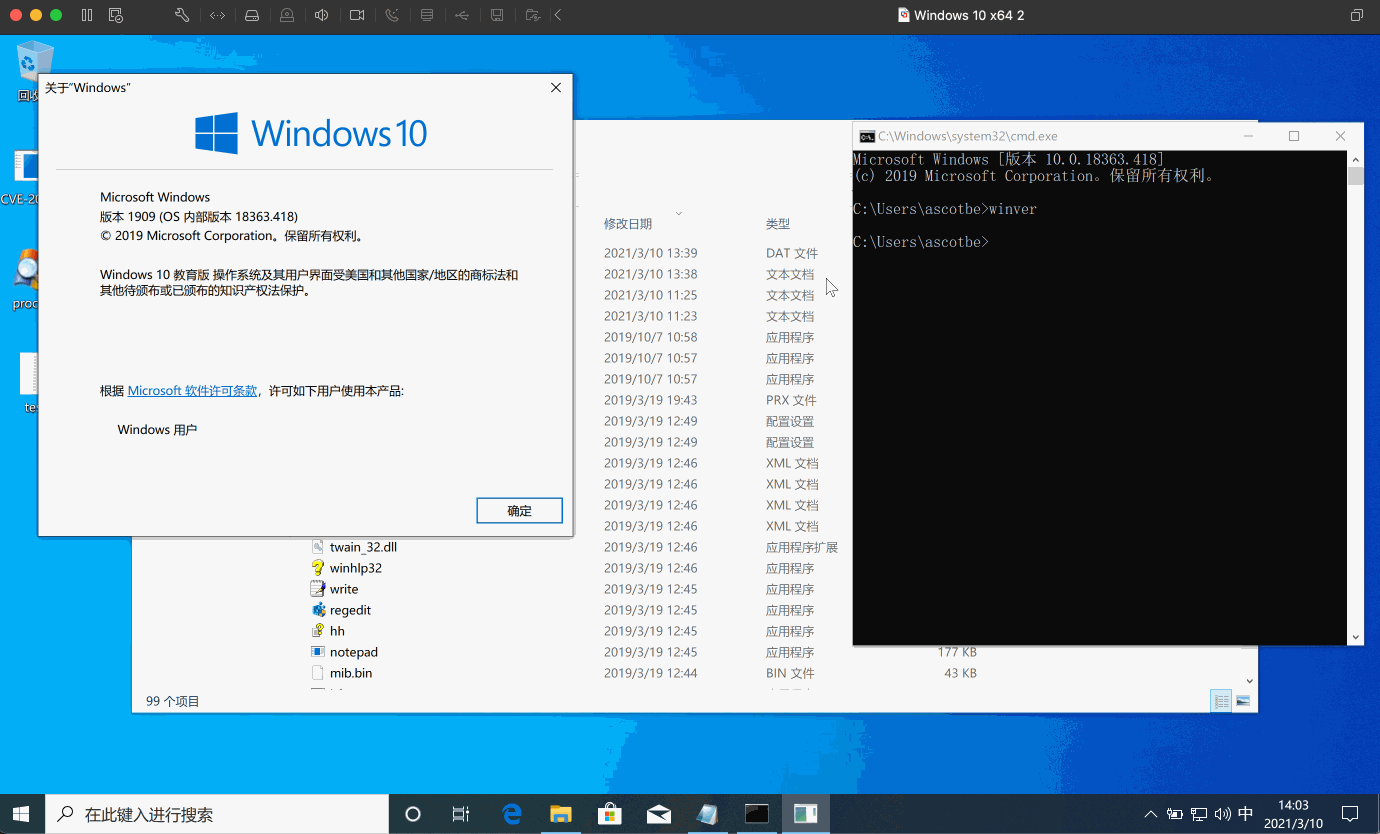 Windows 10 x64 2
关于“Windows”
Windows 10
Microsoft Windows
版本 1909 (OS 内部版本 18363.418)
© 2019 Microsoft Corporation。保留所有权利。
Windows 10 教育版 操作系统及其用户界面受美国和其他国家/地区的商标法和
其他待颁布或已颁布的知识产权法保护。
根据 Microsoft 软件许可条款，许可如下用户使用本产品:
Windows 用户
确定
C:\Windows\system32\cmd.exe
Microsoft Windows [版本 10.0.18363.418]
(c) 2019 Microsoft Corporation。保留所有权利。
C:\Users\ascotbe>winver
C:\Users\ascotbe>
修改日期 类型
2021/3/10 13:39 DAT 文件
2021/3/10 13:38 文本文档
2021/3/10 11:25 文本文档
2021/3/10 11:23 文本文档
2019/10/7 10:58 应用程序
2019/10/7 10:57 应用程序
2019/10/7 10:57 应用程序
2019/3/19 19:43 PRX 文件
2019/3/19 12:49 配置设置
2019/3/19 12:49 配置设置
2019/3/19 12:46 XML 文档
2019/3/19 12:46 XML 文档
2019/3/19 12:46 XML 文档
2019/3/19 12:46 XML 文档
twain_32.dll 2019/3/19 12:46 应用程序扩展
winhlp32 2019/3/19 12:46 应用程序
write 2019/3/19 12:45 应用程序
regedit 2019/3/19 12:45 应用程序
hh 2019/3/19 12:45 应用程序
notepad 2019/3/19 12:45 应用程序 177 KB
mib.bin 2019/3/19 12:44 BIN 文件 43 KB
99 个项目
回收
CVE-20
proc
tes
在此键入进行搜索
中
14:03
2021/3/10